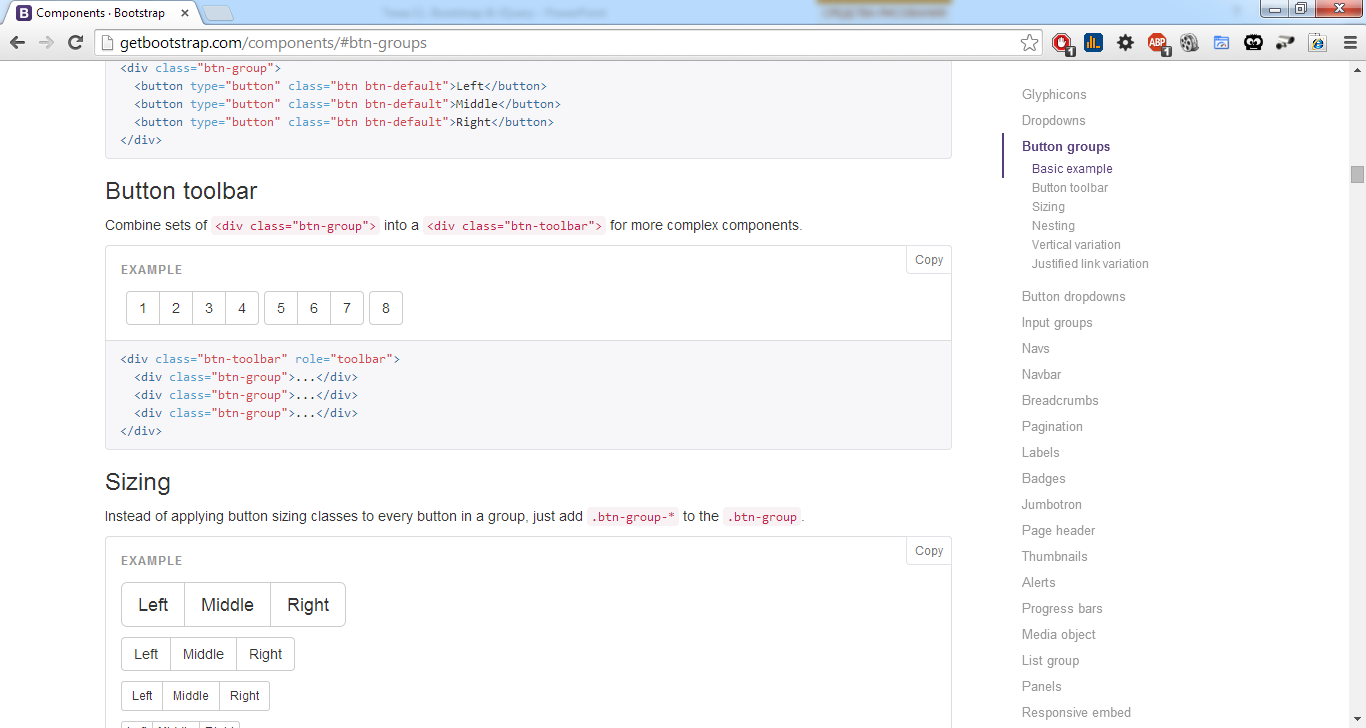 Components · Bootstrap
getbootstrap.com/components/#btn-groups
1
ABP
1
<div class="btn-group">
<button type="button" class="btn btn-default">Left</button>
<button type="button" class="btn btn-default">Middle</button>
<button type="button" class="btn btn-default">Right</button>
</div>
Button toolbar
Combine sets of <div class="btn-group"> into a <div class="btn-toolbar"> for more complex components.
EXAMPLE
Copy
1 2 3 4 5 6 7 8
<div class="btn-toolbar" role="toolbar">
<div class="btn-group">...</div>
<div class="btn-group">...</div>
<div class="btn-group">...</div>
</div>
Sizing
Instead of applying button sizing classes to every button in a group, just add .btn-group-* to the .btn-group.
EXAMPLE
Copy
Left Middle Right
Left Middle Right
Left Middle Right
Left Middle Right
Glyphicons
Dropdowns
Button groups
Basic example
Button toolbar
Sizing
Nesting
Vertical variation
Justified link variation
Button dropdowns
Input groups
Navs
Navbar
Breadcrumbs
Pagination
Labels
Badges
Jumbotron
Page header
Thumbnails
Alerts
Progress bars
Media object
List group
Panels
Responsive embed